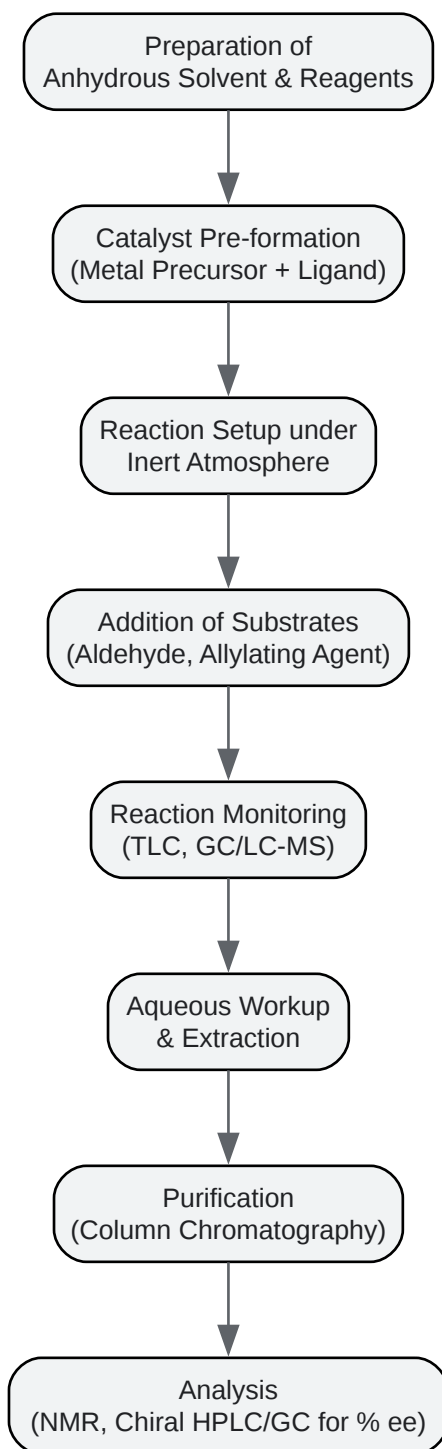 Preparation of
Anhydrous Solvent & Reagents
Catalyst Pre-formation
(Metal Precursor + Ligand)
Reaction Setup under
Inert Atmosphere
Addition of Substrates
(Aldehyde, Allylating Agent)
Reaction Monitoring
(TLC, GC/LC-MS)
Aqueous Workup
& Extraction
Purification
(Column Chromatography)
Analysis
(NMR, Chiral HPLC/GC for % ee)